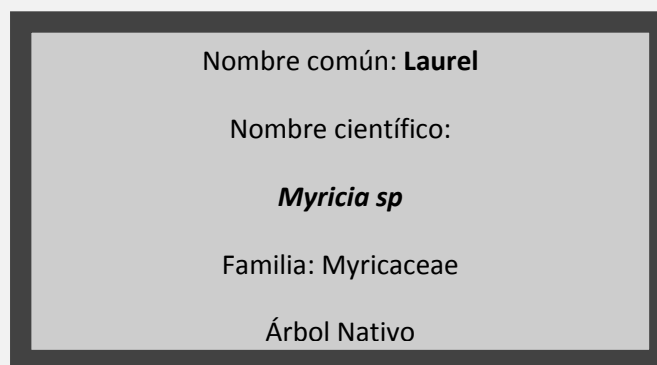 Nombre común: Laurel
Nombre científico:
Myricia sp
Familia: Myricaceae
Árbol Nativo